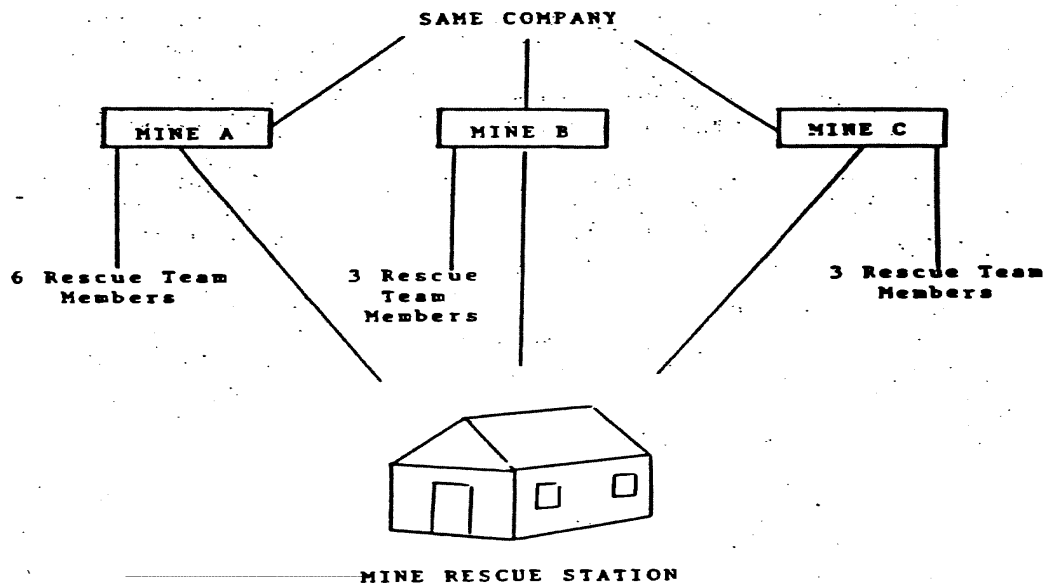 SAME COMPANY
MINE A
MINE B
MINE C
6 Rescue Team
Members
3 Rescue
Team
Members
3 Rescue Team
Members
MINE RESCUE STATION